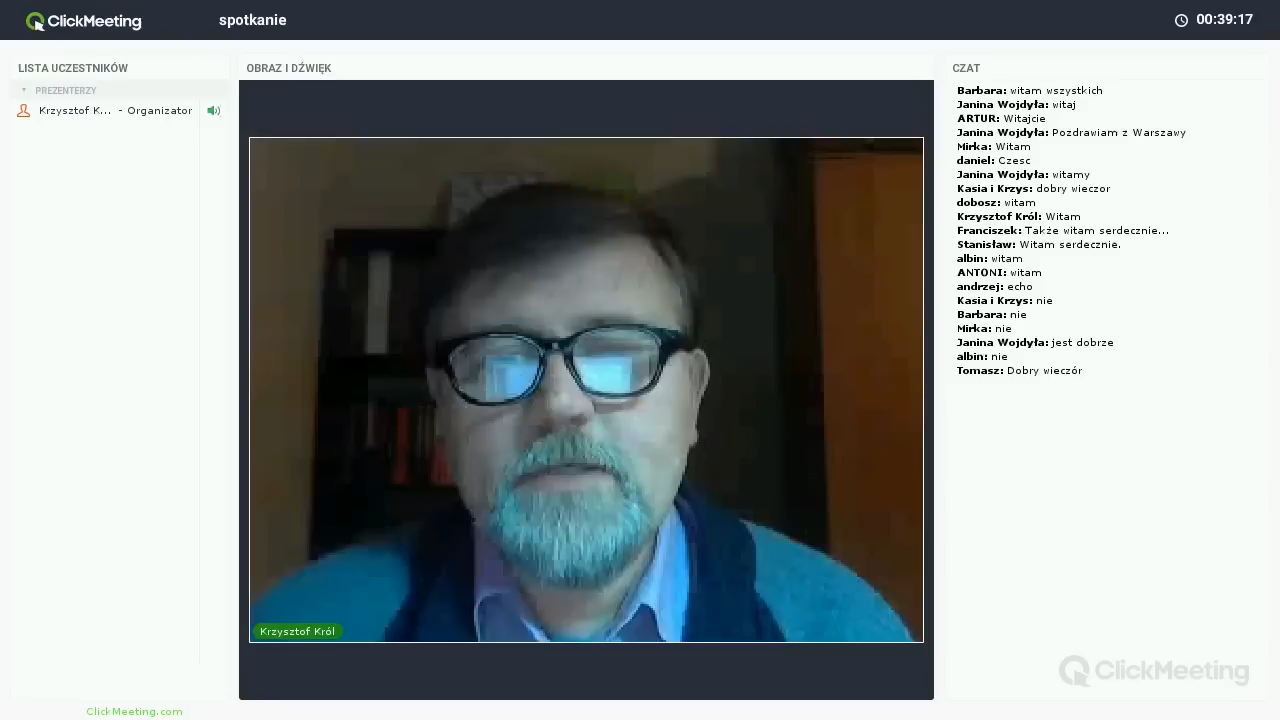 ClickMeeting
spotkanie
00:39:17
LISTA UCZESTNIKÓW
PREZENTERZY
Krzysztof K... - Organizator
OBRAZ I DŹWIĘK
Krzysztof Król
CZAT
Barbara: witam wszystkich
Janina Wojdyła: witaj
ARTUR: Witajcie
Janina Wojdyła: Pozdrawiam z Warszawy
Mirka: Witam
daniel: Czesc
Janina Wojdyła: witamy
Kasia i Krzys: dobry wieczor
dobosz: witam
Krzysztof Król: Witam
Franciszek: Także witam serdecznie...
Stanisław: Witam serdecznie.
albin: witam
ANTONI: witam
andrzej: echo
Kasia i Krzys: nie
Barbara: nie
Mirka: nie
Janina Wojdyła: jest dobrze
albin: nie
Tomasz: Dobry wieczór
ClickMeeting
ClickMeeting.com